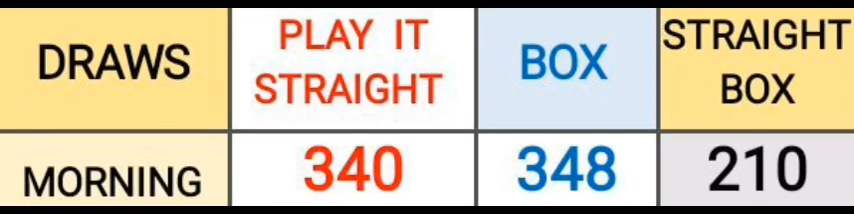 DRAWS
PLAY IT
STRAIGHT
BOX
STRAIGHT
BOX
MORNING
340
348
210